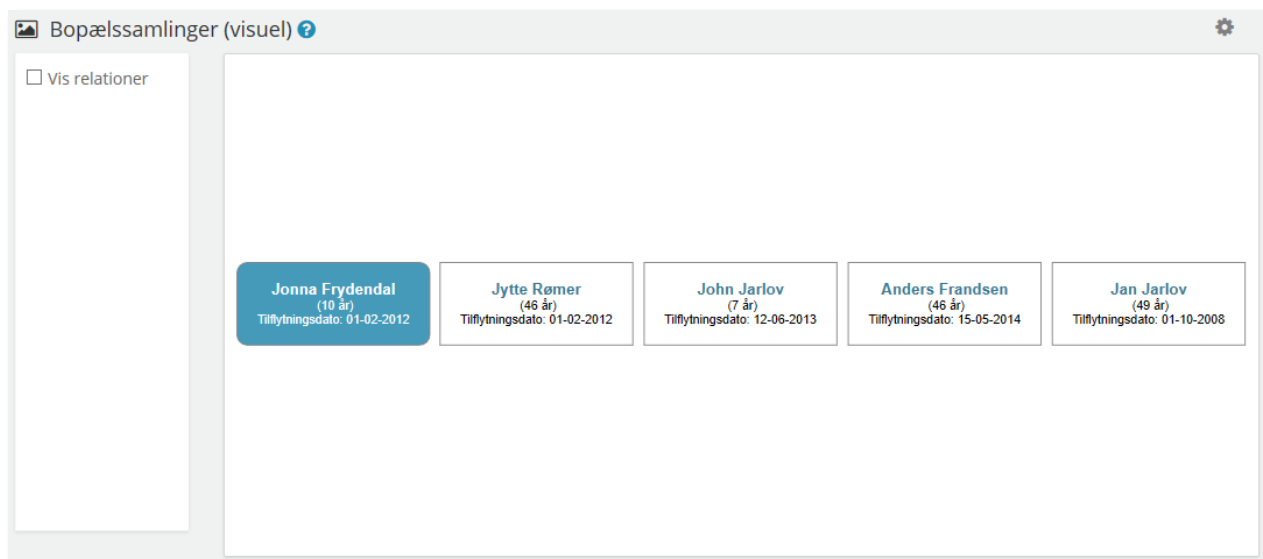 Bopælssamlinger (visuel) ?
Vis relationer
Jonna Frydendal
(10 år)
Tilflytningsdato: 01-02-2012
Jytte Rømer
(46 år)
Tilflytningsdato: 01-02-2012
John Jarlov
(7 år)
Tilflytningsdato: 12-06-2013
Anders Frandsen
(46 år)
Tilflytningsdato: 15-05-2014
Jan Jarlov
(49 år)
Tilflytningsdato: 01-10-2008